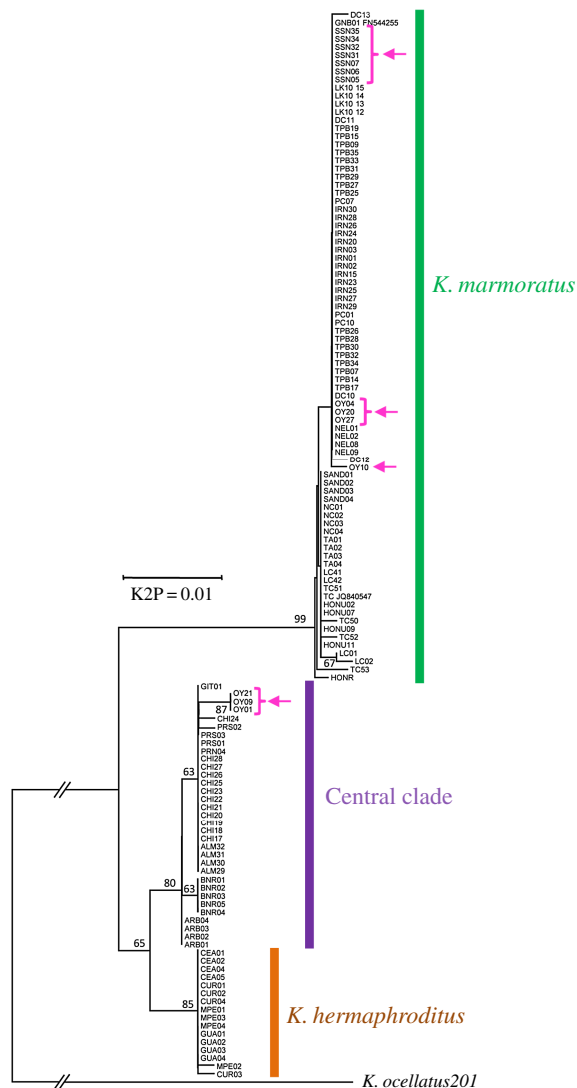 DC13
GNB01 FN544255
SSN35
SSN34
SSN32
SSN31
SSN07
SSN06
SSN05
LK10 15
LK10 14
LK10 13
LK10 12
DC11
TPB19
TPB15
TPB09
TPB35
TPB33
TPB31
TPB29
TPB27
TPB25
PC07
IRN30
IRN28
IRN26
IRN24
IRN20
IRN03
IRN01
IRN02
IRN15
IRN23
IRN25
IRN27
IRN29
PC01
PC10
TPB26
TPB28
TPB30
TPB32
TPB34
TPB07
TPB14
TPB17
DC10
OY04
OY20
OY27
NEL01
NEL02
NEL08
NEL09
DC12
OY10
K. marmoratus
SAND01
SAND02
SAND03
SAND04
NC01
NC02
NC03
NC04
TA01
TA02
TA03
TA04
LC41
LC42
TC51
TC JQ840547
HONU02
HONU07
TC50
HONU09
TC52
HONU11
LC01
67
LC02
TC53
HONR
K2P = 0.01
99
GIT01
OY21
OY09
87
OY01
CHI24
PRS02
PRS03
PRS01
PRN04
CHI28
CHI27
63
CHI26
CHI25
CHI23
CHI22
CHI21
CHI20
CHI19
CHI18
CHI17
ALM32
ALM31
ALM30
ALM29
Central clade
80
63
BNR01
BNR02
BNR03
BNR05
BNR04
ARB04
ARB03
ARB02
ARB01
65
CEA01
CEA02
CEA04
CEA05
CUR01
CUR02
CUR04
85
MPE01
MPE03
MPE04
GUA01
GUA02
GUA03
GUA04
MPE02
CUR03
K. hermaphroditus
K. ocellatus201